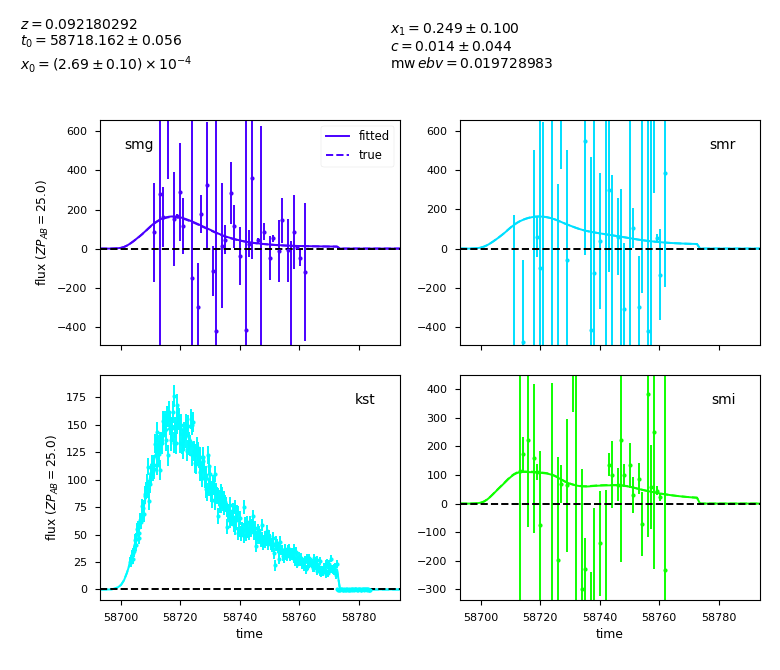 z = 0.092180292
t₀ = 58718.162 ± 0.056
x₀ = (2.69 ± 0.10) × 10⁻⁴
x₁ = 0.249 ± 0.100
c = 0.014 ± 0.044
mw ebv = 0.019728983
smg
fitted
true
600
400
200
0
−200
−400
flux (ZP_AB = 25.0)
smr
600
400
200
0
−200
−400
kst
175
150
125
100
75
50
25
0
flux (ZP_AB = 25.0)
58700 58720 58740 58760 58780
time
smi
400
300
200
100
0
−100
−200
−300
58700 58720 58740 58760 58780
time